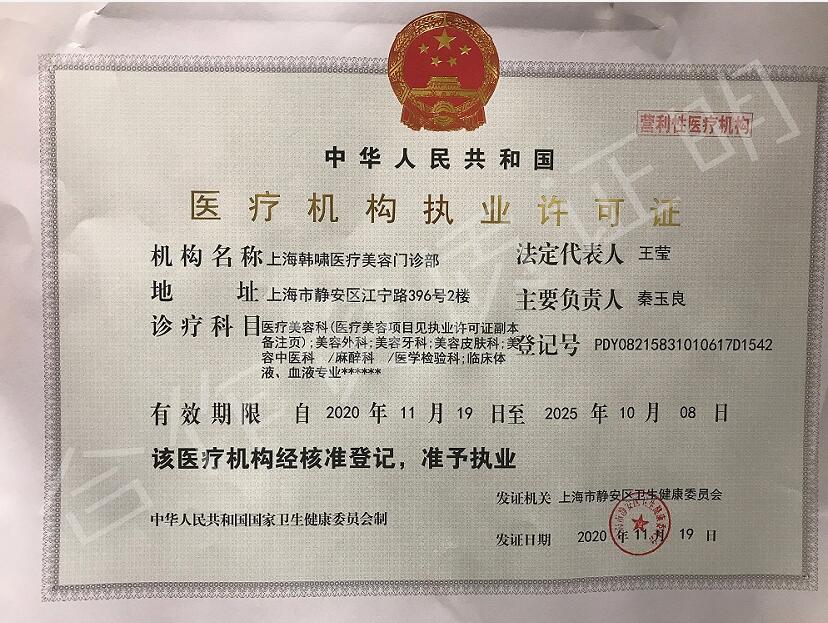 营利性医疗机构
中华人民共和国
医疗机构执业许可证
机构名称 上海韩啸医疗美容门诊部 法定代表人 王莹
地 址 上海市静安区江宁路396号2楼 主要负责人 秦玉良
诊疗科目 医疗美容科(医疗美容项目见执业许可证副本
备注页);美容外科;美容牙科;美容皮肤科;美
容中医科 /麻醉科 /医学检验科;临床体
液、血液专业******
登记号 PDY08215831010617D1542
有效期限 自 2020 年 11 月 19 日至 2025 年 10 月 08 日
该医疗机构经核准登记，准予执业
发证机关 上海市静安区卫生健康委员会
中华人民共和国国家卫生健康委员会制
发证日期 2020 年 11 月 19 日